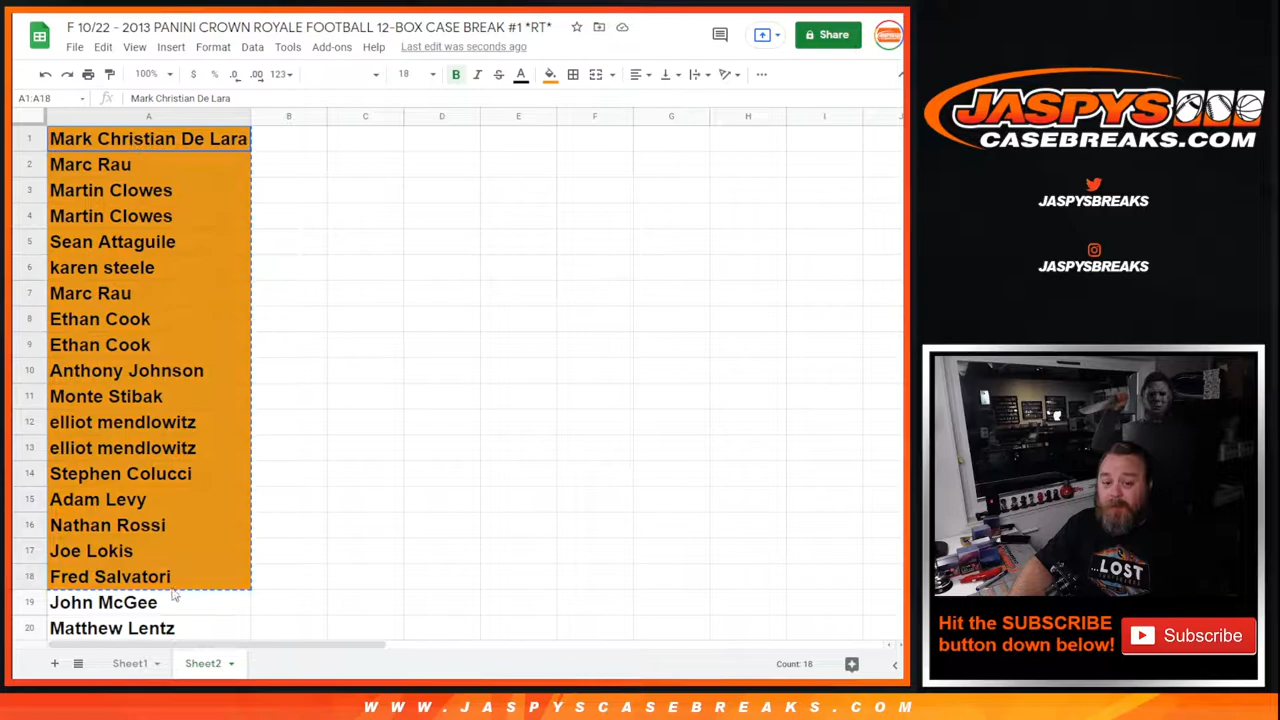 F 10/22 - 2013 PANINI CROWN ROYALE FOOTBALL 12-BOX CASE BREAK #1 *RT*
File Edit View Insert Format Data Tools Add-ons Help Last edit was seconds ago
Share
100% $ % .0 .00 123 18 B I S A
A1:A18 fx Mark Christian De Lara
A B C D E F G H I J
1 Mark Christian De Lara
2 Marc Rau
3 Martin Clowes
4 Martin Clowes
5 Sean Attaguile
6 karen steele
7 Marc Rau
8 Ethan Cook
9 Ethan Cook
10 Anthony Johnson
11 Monte Stibak
12 elliot mendlowitz
13 elliot mendlowitz
14 Stephen Colucci
15 Adam Levy
16 Nathan Rossi
17 Joe Lokis
18 Fred Salvatori
19 John McGee
20 Matthew Lentz
Sheet1 Sheet2 Count: 18
JASPYS
CASEBREAKS.COM
JASPYSBREAKS
JASPYSBREAKS
...LOST
Hit the SUBSCRIBE
button down below!
Subscribe
WWW.JASPYSCASEBREAKS.COM